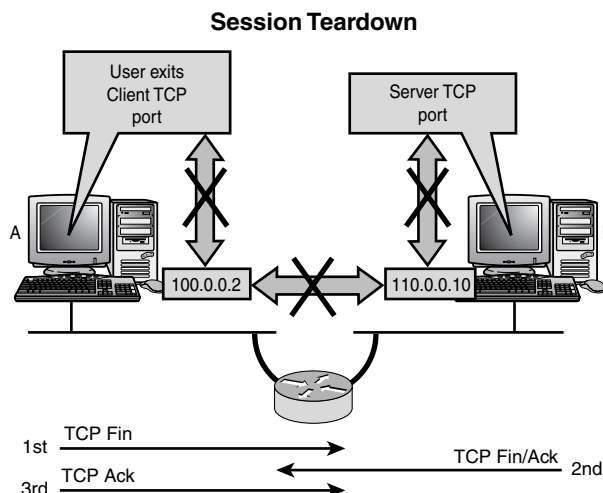 Session Teardown
User exits
Client TCP
port
Server TCP
port
A
100.0.0.2
110.0.0.10
1st
TCP Fin
TCP Fin/Ack
2nd
3rd
TCP Ack